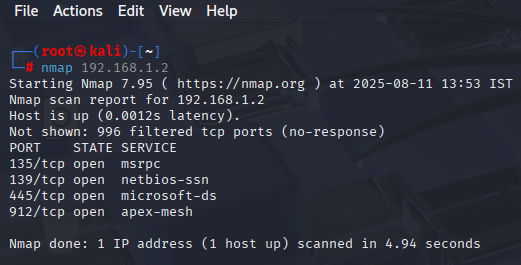 File Actions Edit View Help
┌──(root㉿kali)-[~]
└─# nmap 192.168.1.2
Starting Nmap 7.95 ( https://nmap.org ) at 2025-08-11 13:53 IST
Nmap scan report for 192.168.1.2
Host is up (0.0012s latency).
Not shown: 996 filtered tcp ports (no-response)
PORT    STATE SERVICE
135/tcp open  msrpc
139/tcp open  netbios-ssn
445/tcp open  microsoft-ds
912/tcp open  apex-mesh
Nmap done: 1 IP address (1 host up) scanned in 4.94 seconds